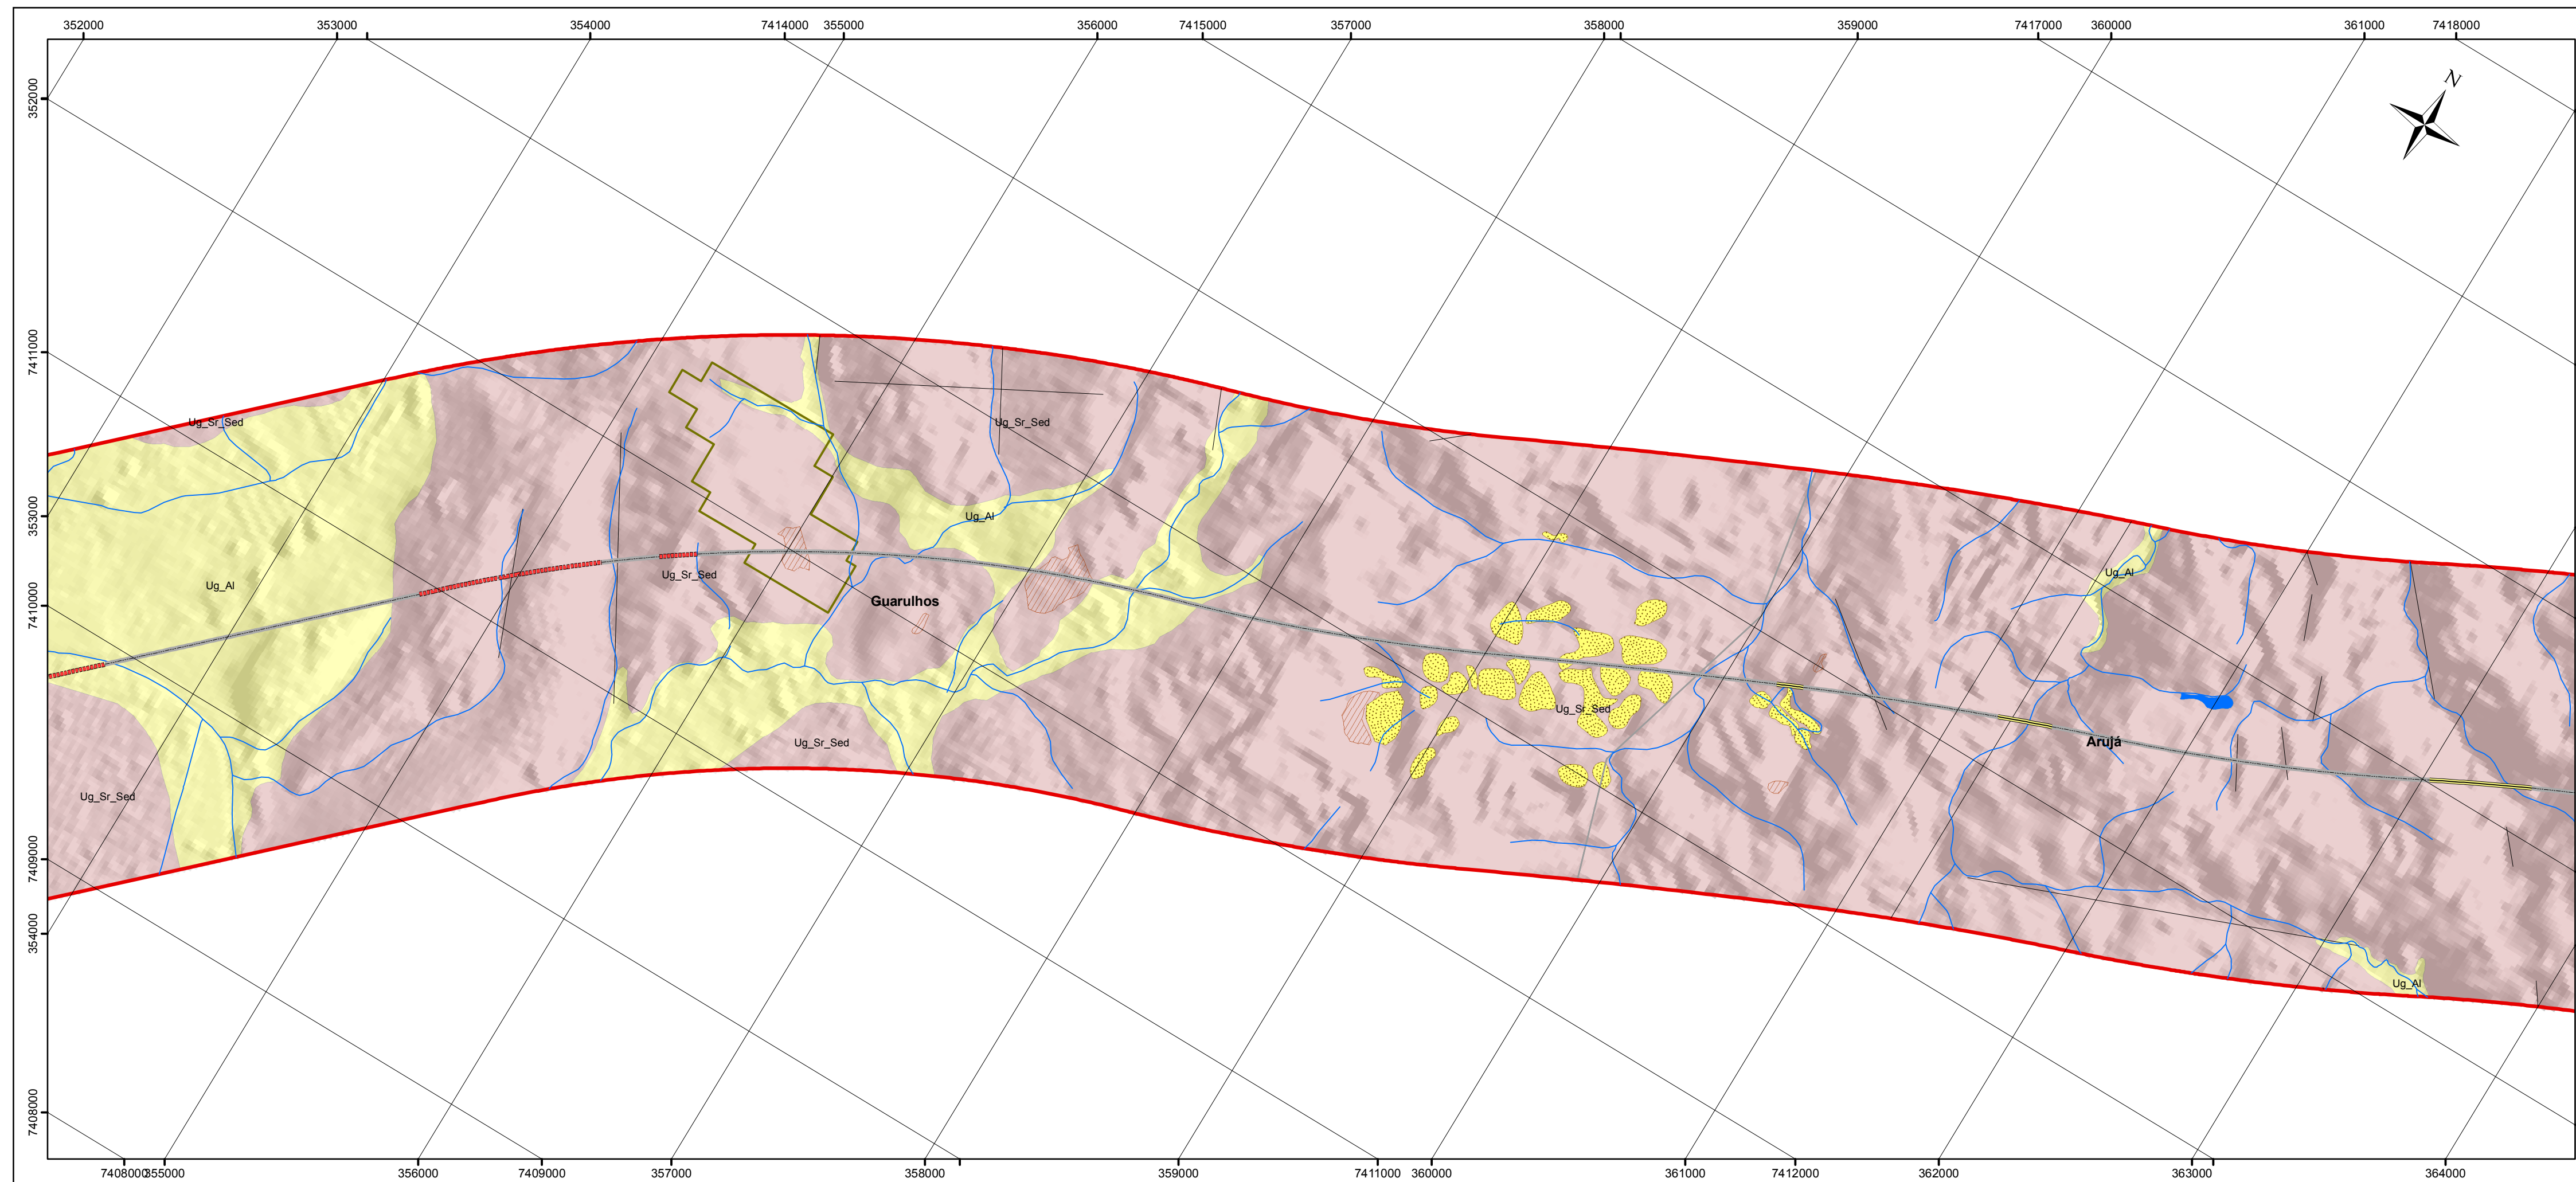 352000 353000 354000 7414000 355000 356000 7415000 357000 358000 359000 7417000 360000 361000 7418000
N
352000
7411000
Ug_Sr_Sed
Ug_Sr_Sed
353000
Ug_Al
Ug_Al
Ug_Sr_Sed
Ug_Al
7410000
Guarulhos
Ug_Sr_Sed
Ug_Sr_Sed
Arujá
Ug_Sr_Sed
7409000
354000
Ug_Al
7408000
7408000 355000 356000 7409000 357000 358000 359000 7411000 360000 361000 7412000 362000 363000 364000